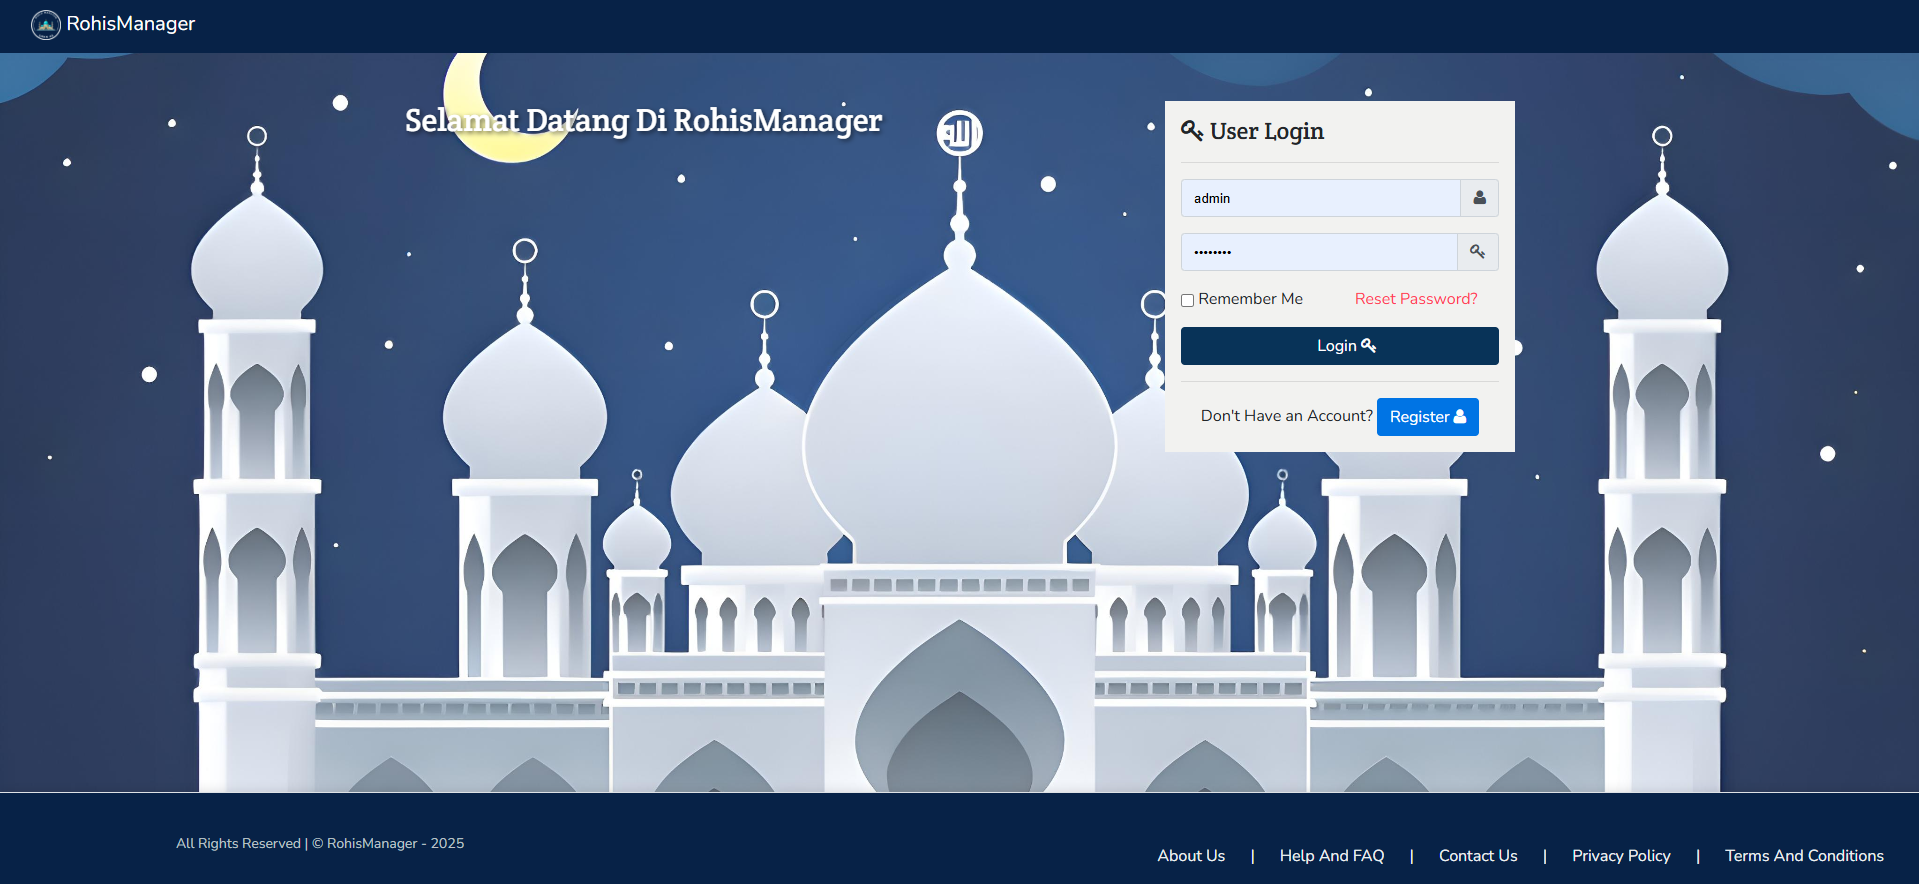 RohisManager
Selamat Datang Di RohisManager
الله
User Login
admin
••••••••
Remember Me
Reset Password?
Login
Don't Have an Account?
Register
All Rights Reserved | © RohisManager - 2025
About Us | Help And FAQ | Contact Us | Privacy Policy | Terms And Conditions